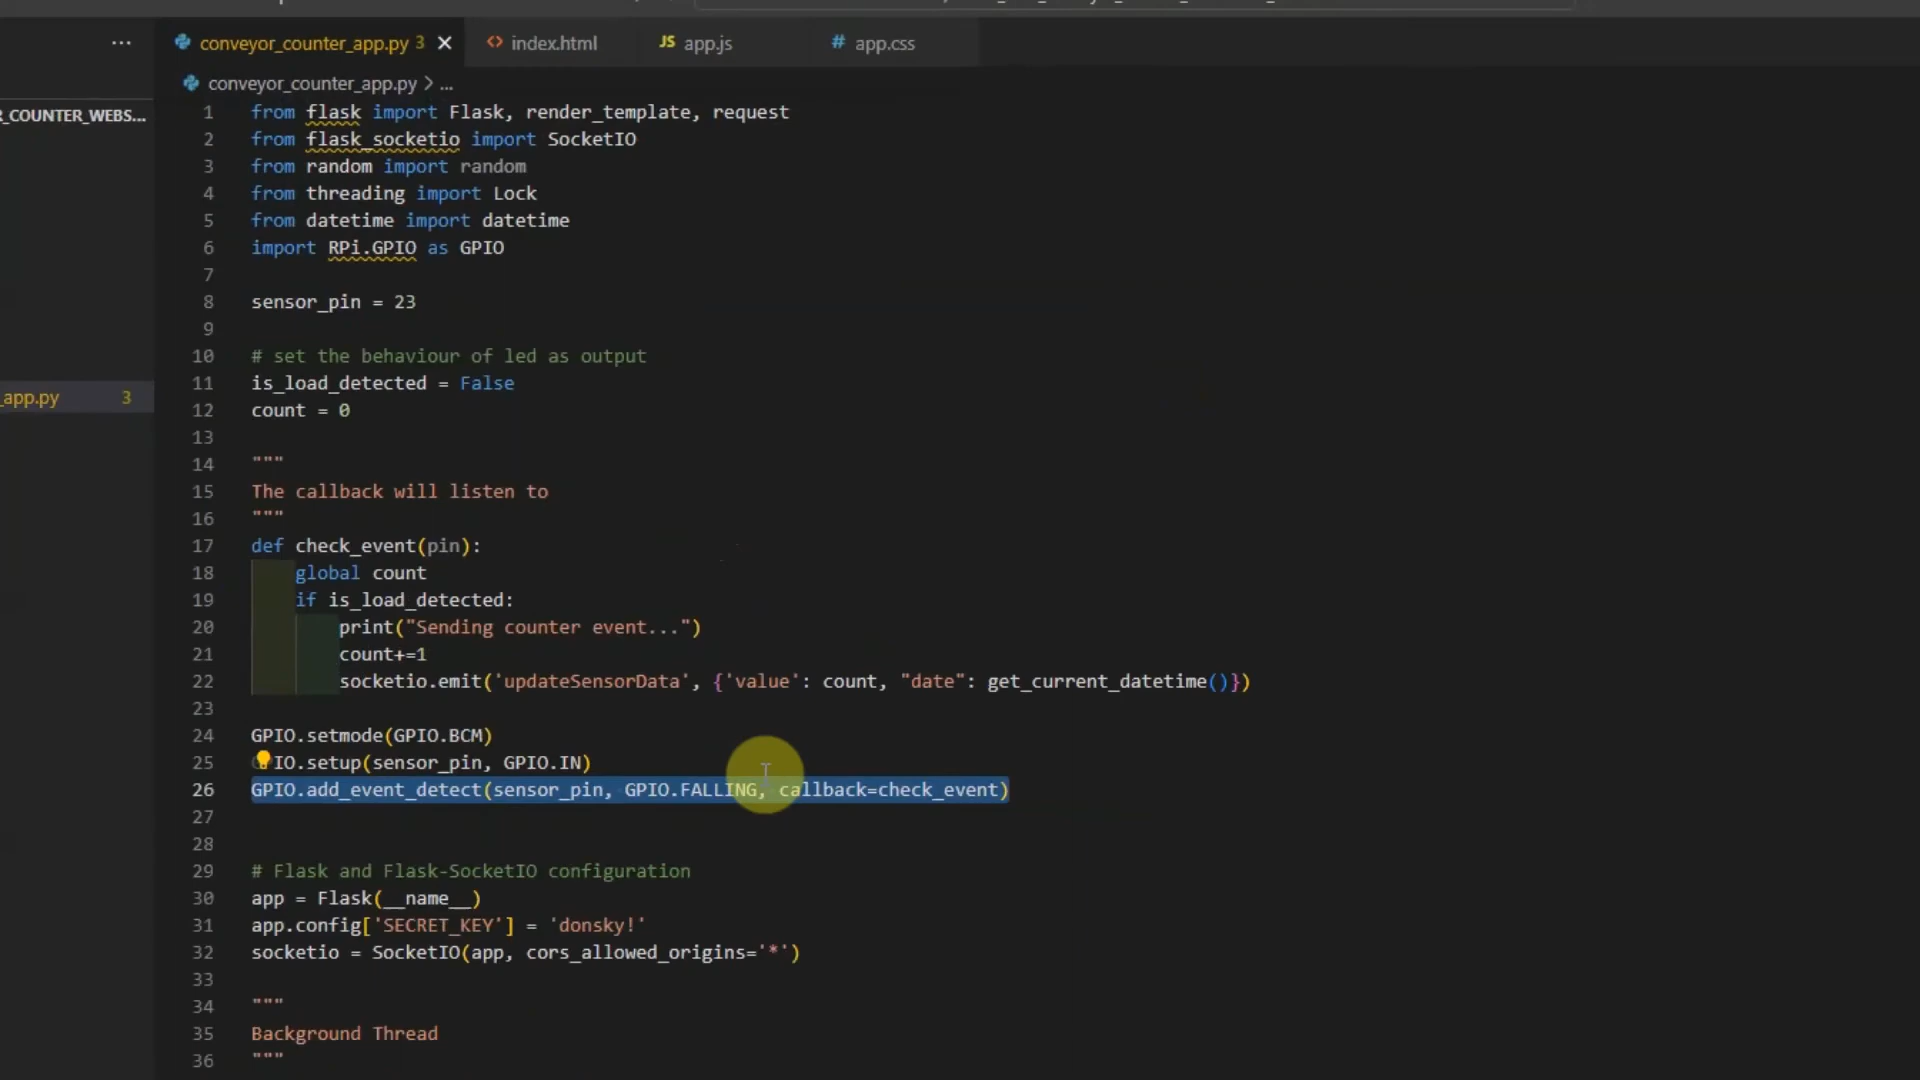 conveyor_counter_app.py 3
index.html
JS app.js
# app.css
conveyor_counter_app.py > ...
R_COUNTER_WEBS...
_app.py 3
1 from flask import Flask, render_template, request
2 from flask_socketio import SocketIO
3 from random import random
4 from threading import Lock
5 from datetime import datetime
6 import RPi.GPIO as GPIO
7
8 sensor_pin = 23
9
10 # set the behaviour of led as output
11 is_load_detected = False
12 count = 0
13
14 """
15 The callback will listen to
16 """
17 def check_event(pin):
18 global count
19 if is_load_detected:
20 print("Sending counter event...")
21 count+=1
22 socketio.emit('updateSensorData', {'value': count, "date": get_current_datetime()})
23
24 GPIO.setmode(GPIO.BCM)
25 GPIO.setup(sensor_pin, GPIO.IN)
26 GPIO.add_event_detect(sensor_pin, GPIO.FALLING, callback=check_event)
27
28
29 # Flask and Flask-SocketIO configuration
30 app = Flask(__name__)
31 app.config['SECRET_KEY'] = 'donsky!'
32 socketio = SocketIO(app, cors_allowed_origins='*')
33
34 """
35 Background Thread
36 """